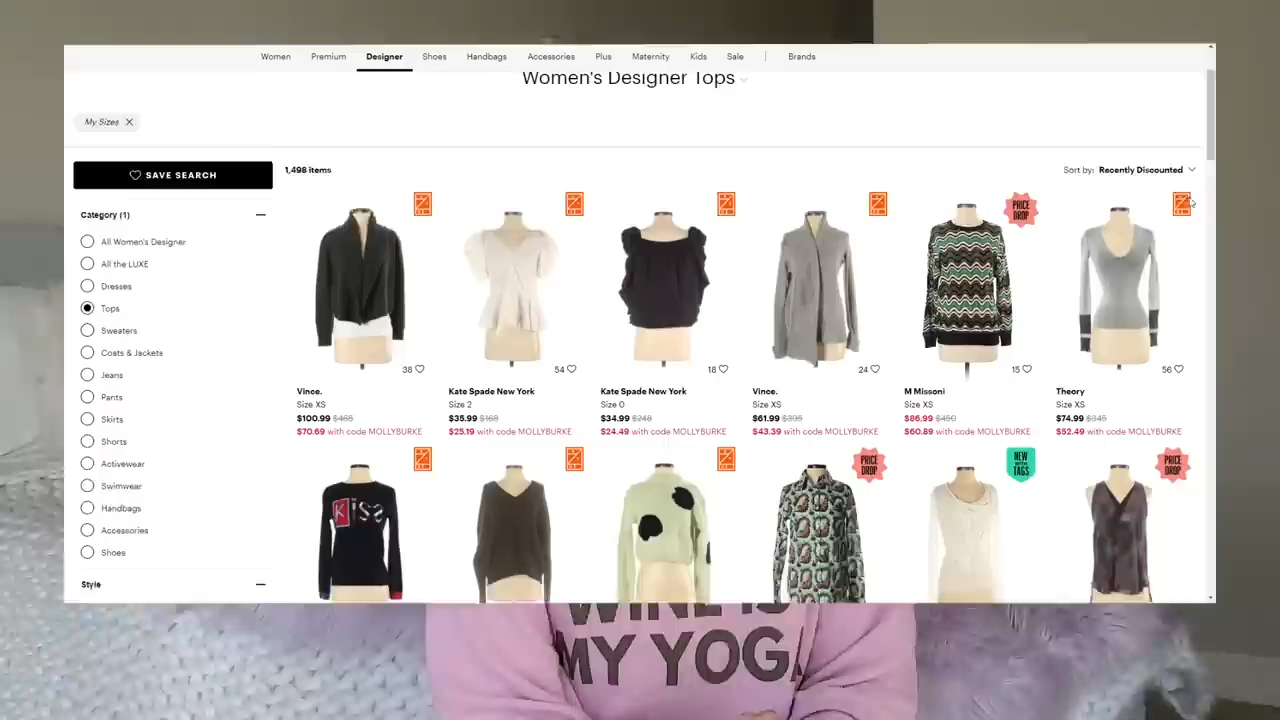 Women Premium Designer Shoes Handbags Accessories Plus Maternity Kids Sale | Brands
Women's Designer Tops
My Sizes X
SAVE SEARCH
1,498 items
Sort by: Recently Discounted
Category (1)
All Women's Designer
All the LUXE
Dresses
Tops
Sweaters
Coats & Jackets
Jeans
Pants
Skirts
Shorts
Activewear
Swimwear
Handbags
Accessories
Shoes
Style
PRICE
DROP
38
Vince.
Size XS
$100.99 $465
$70.69 with code MOLLYBURKE
54
Kate Spade New York
Size 2
$35.99 $168
$25.19 with code MOLLYBURKE
18
Kate Spade New York
Size 0
$34.99 $248
$24.49 with code MOLLYBURKE
24
Vince.
Size XS
$61.99 $395
$43.39 with code MOLLYBURKE
15
M Missoni
Size XS
$86.99 $450
$60.89 with code MOLLYBURKE
56
Theory
Size XS
$74.99 $345
$52.49 with code MOLLYBURKE
Kiss
PRICE
DROP
NEW
WITH
TAGS
PRICE
DROP
WINE IS
MY YOGA